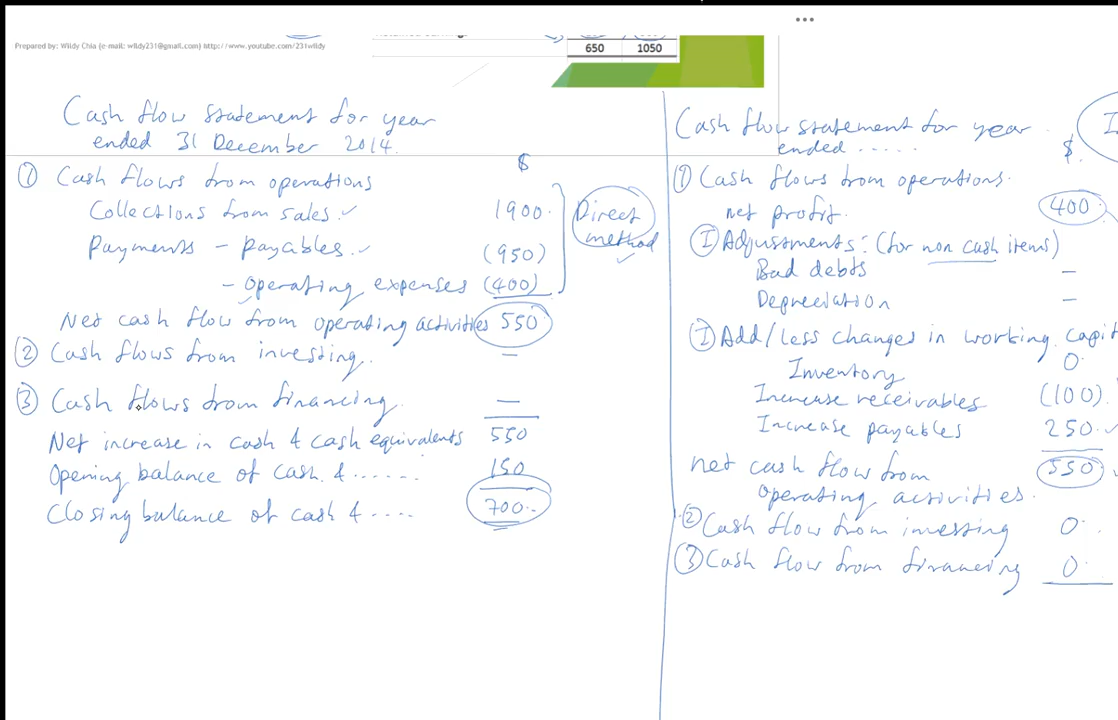 Prepared by: Wildy Chia (e-mail: wildy231@gmail.com) http://www.youtube.com/231wildy
650 1050
Cash flow statement for year
ended 31 December 2014.
$
① Cash flows from operations
Collections from sales ✓ 1900
Payments - payables ✓ (950)
- operating expenses (400)
Direct method ✓
Net cash flow from operating activities 550
② Cash flows from investing. —
③ Cash flows from financing. —
Net increase in cash & cash equivalents 550
Opening balance of cash & ...... 150
Closing balance of cash & .... 700
Cash flow statement for year
ended .....
$
① Cash flows from operations.
net profit. 400
Ⓘ Adjustments: (for non cash items)
Bad debts —
Depreciation —
Ⓘ Add/less changes in working capit
Inventory 0
Increase receivables (100)
Increase payables 250
net cash flow from 550
operating activities.
② Cash flow from investing 0
③ Cash flow from financing 0